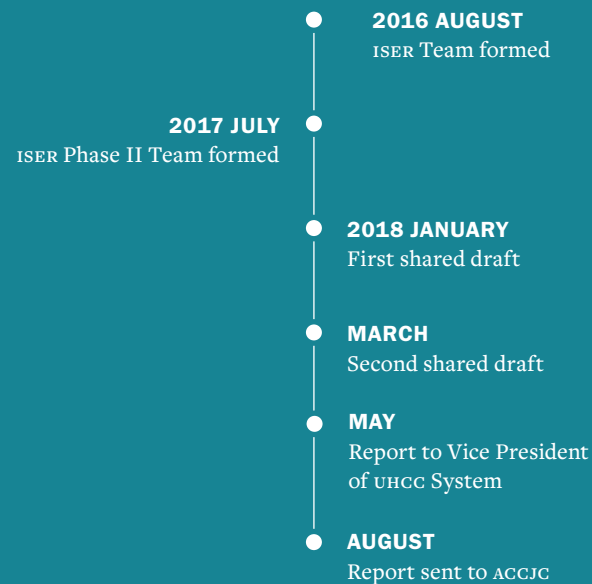 2016 AUGUST
ISER Team formed
2017 JULY
ISER Phase II Team formed
2018 JANUARY
First shared draft
MARCH
Second shared draft
MAY
Report to Vice President
of UHCC System
AUGUST
Report sent to ACCJC